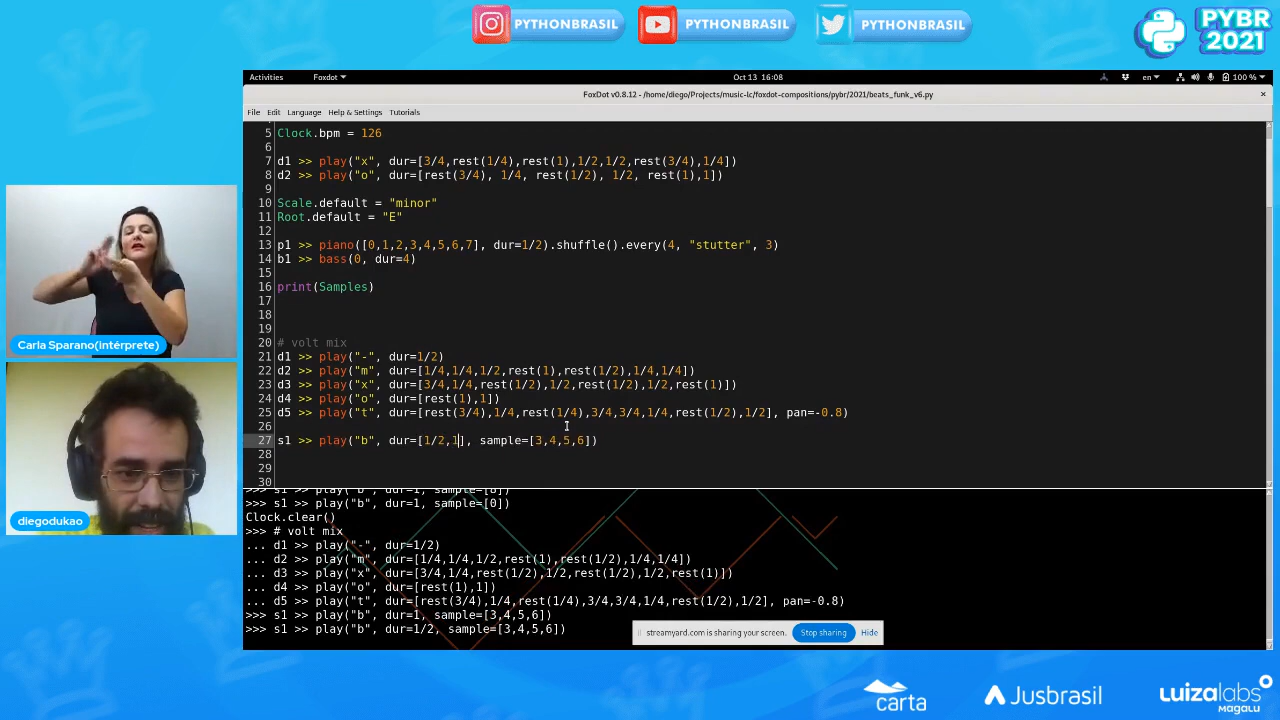 PYTHONBRASIL
PYTHONBRASIL
PYTHONBRASIL
PYBR
2021
Activities
Foxdot
Oct 13 16:08
en
100 %
FoxDot v0.8.12 - /home/diego/Projects/music-lc/foxdot-compositions/pybr/2021/beats_funk_v6.py
×
File Edit Language Help & Settings Tutorials
5 Clock.bpm = 126
6
7 d1 >> play("x", dur=[3/4,rest(1/4),rest(1),1/2,1/2,rest(3/4),1/4])
8 d2 >> play("o", dur=[rest(3/4), 1/4, rest(1/2), 1/2, rest(1),1])
9
10 Scale.default = "minor"
11 Root.default = "E"
12
13 p1 >> piano([0,1,2,3,4,5,6,7], dur=1/2).shuffle().every(4, "stutter", 3)
14 b1 >> bass(0, dur=4)
15
16 print(Samples)
17
18
19
20 # volt mix
21 d1 >> play("-", dur=1/2)
22 d2 >> play("m", dur=[1/4,1/4,1/2,rest(1),rest(1/2),1/4,1/4])
23 d3 >> play("x", dur=[3/4,1/4,rest(1/2),1/2,rest(1/2),1/2,rest(1)])
24 d4 >> play("o", dur=[rest(1),1])
25 d5 >> play("t", dur=[rest(3/4),1/4,rest(1/4),3/4,3/4,1/4,rest(1/2),1/2], pan=-0.8)
26
27 s1 >> play("b", dur=[1/2,1], sample=[3,4,5,6])
28
29
30
>>> s1 >> play("b", dur=1, sample=[0])
>>> s1 >> play("b", dur=1, sample=[0])
Clock.clear()
>>> # volt mix
... d1 >> play("-", dur=1/2)
... d2 >> play("m", dur=[1/4,1/4,1/2,rest(1),rest(1/2),1/4,1/4])
... d3 >> play("x", dur=[3/4,1/4,rest(1/2),1/2,rest(1/2),1/2,rest(1)])
... d4 >> play("o", dur=[rest(1),1])
... d5 >> play("t", dur=[rest(3/4),1/4,rest(1/4),3/4,3/4,1/4,rest(1/2),1/2], pan=-0.8)
>>> s1 >> play("b", dur=1, sample=[3,4,5,6])
>>> s1 >> play("b", dur=1/2, sample=[3,4,5,6])
streamyard.com is sharing your screen.
Stop sharing
Hide
Carla Sparano(intérprete)
diegodukao
carta
Jusbrasil
luizalabs
MAGALU